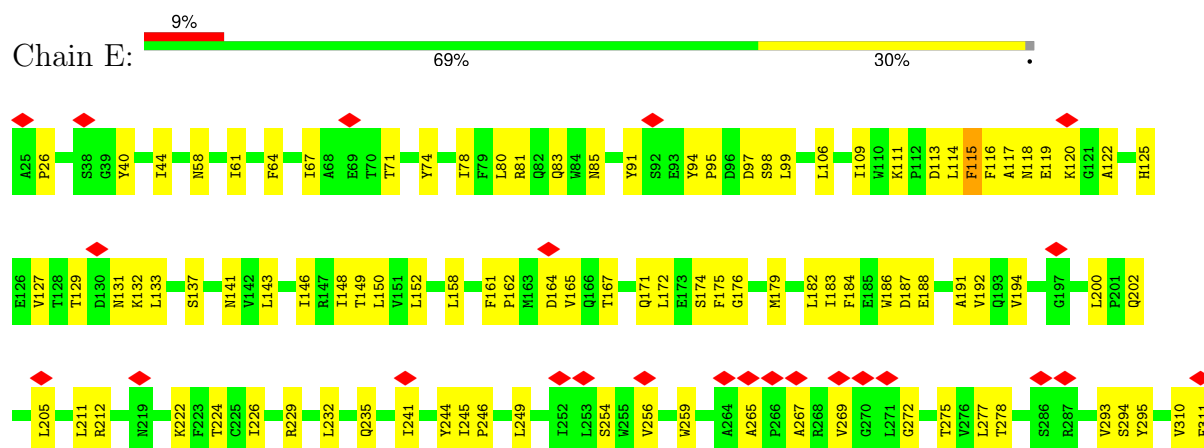 9%
Chain E:
69% 30% •
A25 P26 S38 G39 Y40 I44 N58 I61 F64 I67 A68 E69 T70 T71 Y74 I78 F79 L80 R81 Q82 Q83 W84 N85 Y91 S92 E93 Y94 P95 D96 D97 S98 L99 L106 I109 W110 K111 P112 D113 L114 F115 F116 A117 N118 E119 K120 G121 A122 H125
E126 V127 T128 T129 D130 N131 K132 L133 S137 N141 V142 L143 I146 R147 I148 T149 L150 V151 L152 L158 F161 P162 M163 D164 V165 Q166 T167 Q171 L172 E173 S174 F175 G176 M179 L182 I183 F184 E185 W186 D187 E188 A191 V192 Q193 V194 G197 L200 P201 Q202
L205 L211 R212 N219 K222 F223 T224 C225 I226 R229 L232 Q235 I241 Y244 I245 P246 L249 I252 L253 S254 W255 V256 W259 A264 A265 P266 A267 R268 V269 G270 L271 G272 T275 V276 L277 T278 S286 R287 V293 S294 Y295 V310